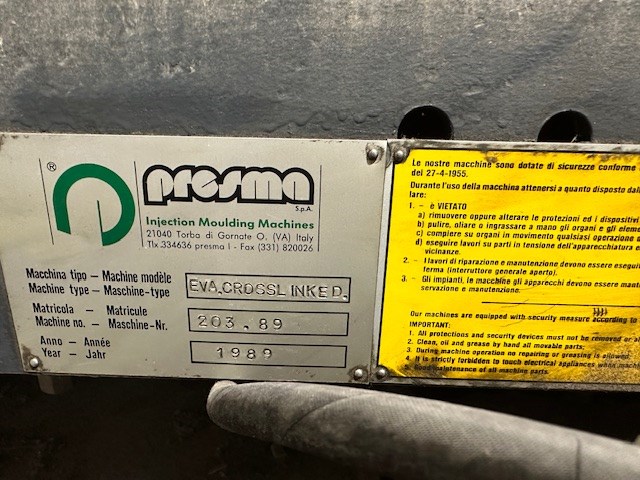 ®
presma
S.p.A.
Injection Moulding Machines
21040 Torba di Gornate O. (VA) Italy
Tlx 334636 presma I - Fax (331) 820026
Macchina tipo - Machine modèle
Machine type - Maschine-type
EVA.CROSSLINKED.
Matricola - Matricule
Machine no. - Maschine-Nr.
203.89
Anno - Année
Year - Jahr
1989
Le nostre macchine sono dotate di sicurezze conforme
dei 27-4-1955.
Durante l'uso della macchina attenersi a quanto disposto dal
lare:
1. - è VIETATO
a) rimuovere oppure alterare le protezioni ed i dispositivi
b) pulire, oliare o ingrassare a mano gli organi e gli eleme
c) compiere su organi in movimento qualsiasi operazione
d) eseguire lavori su parti in tensione dell'apparecchiatura e
vicinanze.
2. - I lavori di riparazione e manutenzione devono essere esegui
ferma (interruttore generale aperto).
3. - Gli impianti, le macchine gli apparecchi devono essere mant
servazione e manutenzione.
Our machines are equipped with security measure according to
IMPORTANT:
1. All protections and security devices must not be removed or
2. Clean, oil and grease by hand all movable parts;
3. During machine operation no repairing or greasing is allowed
4. It is strictly forbidden to touch electrical appliances when machi
5. Good maintenance of all machine parts.